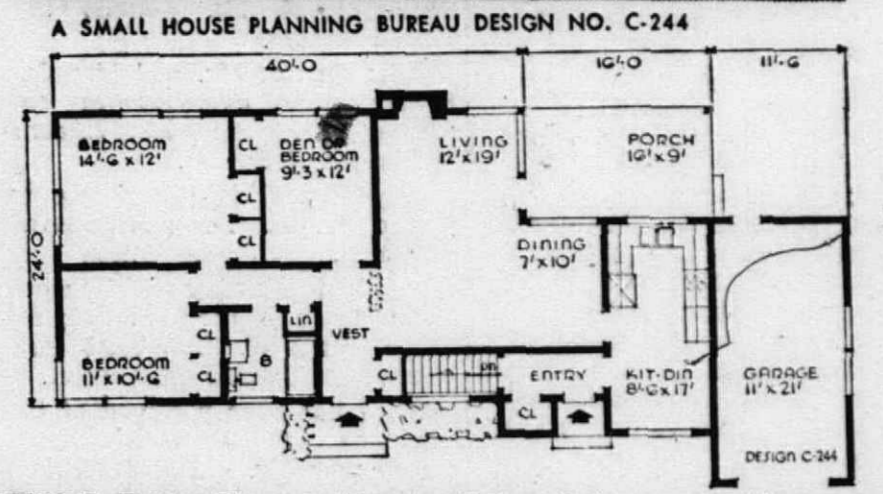 A SMALL HOUSE PLANNING BUREAU DESIGN NO. C-244
40'-0
16'-0
11'-6
24'-0
BEDROOM
14'-6 x 12'
CL
DEN OR
BEDROOM
9'-3 x 12'
LIVING
12' x 19'
PORCH
16' x 9'
CL
CL
DINING
7' x 10'
LIN
VEST
CL
CL
B
BEDROOM
11' x 10'-6
CL
DN
ENTRY
CL
KIT-DIN
8'-6 x 17'
GARAGE
11' x 21'
DESIGN C-244